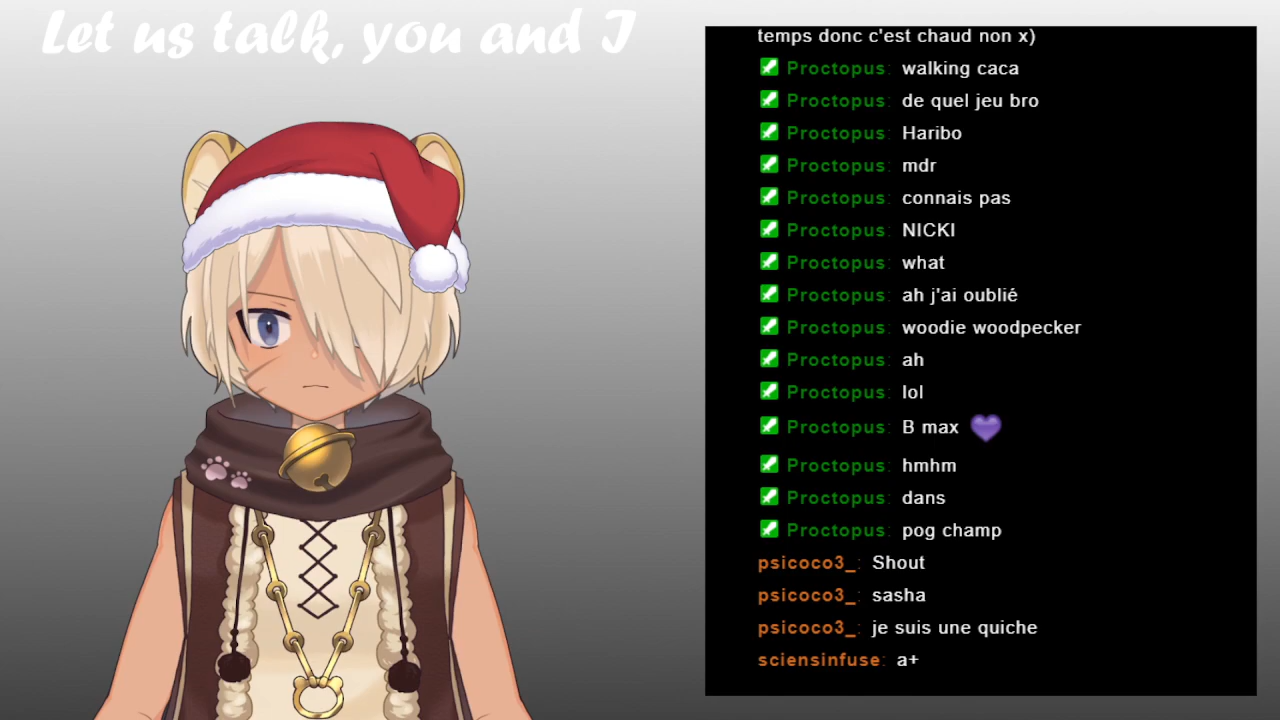 Let us talk, you and I
temps donc c'est chaud non x)
Proctopus: walking caca
Proctopus: de quel jeu bro
Proctopus: Haribo
Proctopus: mdr
Proctopus: connais pas
Proctopus: NICKI
Proctopus: what
Proctopus: ah j'ai oublié
Proctopus: woodie woodpecker
Proctopus: ah
Proctopus: lol
Proctopus: B max
Proctopus: hmhm
Proctopus: dans
Proctopus: pog champ
psicoco3_: Shout
psicoco3_: sasha
psicoco3_: je suis une quiche
sciensinfuse: a+